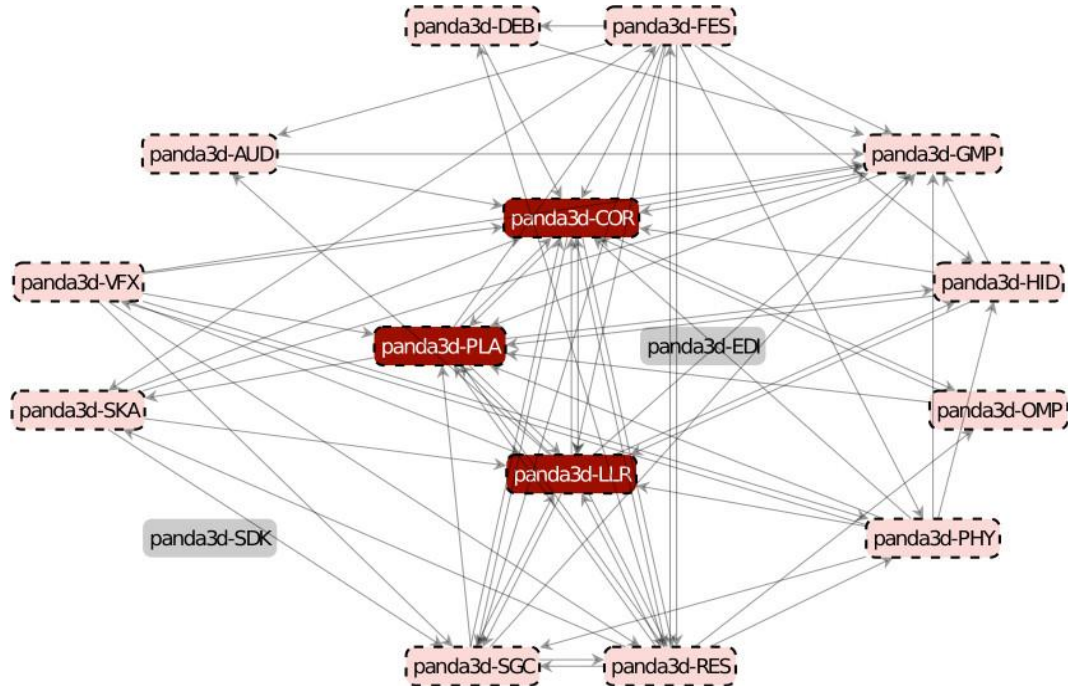 panda3d-DEB
panda3d-FES
panda3d-AUD
panda3d-GMP
panda3d-COR
panda3d-VFX
panda3d-HID
panda3d-PLA
panda3d-EDI
panda3d-SKA
panda3d-OMP
panda3d-LLR
panda3d-SDK
panda3d-PHY
panda3d-SGC
panda3d-RES